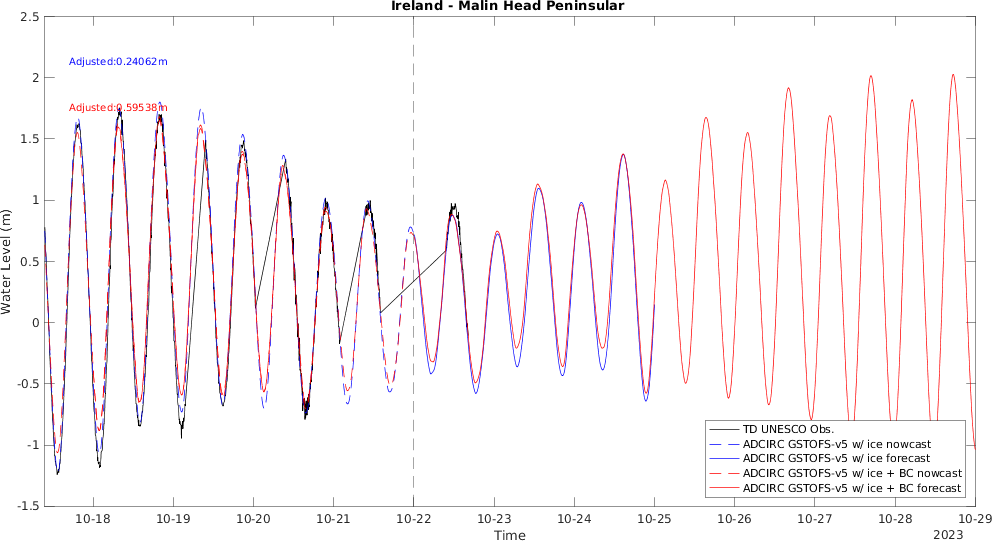 Ireland - Malin Head Peninsular
2.5
Adjusted:0.24062m
2
Adjusted:0.59538m
1.5
1
0.5
0
-0.5
-1
-1.5
Water Level (m)
TD UNESCO Obs.
ADCIRC GSTOFS-v5 w/ ice nowcast
ADCIRC GSTOFS-v5 w/ ice forecast
ADCIRC GSTOFS-v5 w/ ice + BC nowcast
ADCIRC GSTOFS-v5 w/ ice + BC forecast
10-18 10-19 10-20 10-21 10-22 10-23 10-24 10-25 10-26 10-27 10-28 10-29
Time
2023